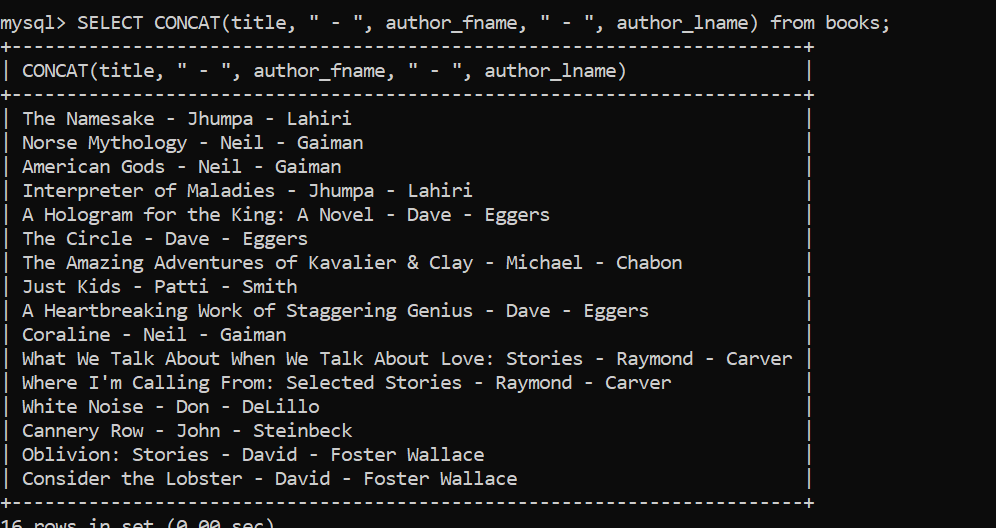 mysql> SELECT CONCAT(title, " - ", author_fname, " - ", author_lname) from books;
+----------------------------------------------------------------------+
| CONCAT(title, " - ", author_fname, " - ", author_lname)                |
+----------------------------------------------------------------------+
| The Namesake - Jhumpa - Lahiri                                         |
| Norse Mythology - Neil - Gaiman                                        |
| American Gods - Neil - Gaiman                                          |
| Interpreter of Maladies - Jhumpa - Lahiri                              |
| A Hologram for the King: A Novel - Dave - Eggers                       |
| The Circle - Dave - Eggers                                             |
| The Amazing Adventures of Kavalier & Clay - Michael - Chabon           |
| Just Kids - Patti - Smith                                              |
| A Heartbreaking Work of Staggering Genius - Dave - Eggers              |
| Coraline - Neil - Gaiman                                               |
| What We Talk About When We Talk About Love: Stories - Raymond - Carver |
| Where I'm Calling From: Selected Stories - Raymond - Carver            |
| White Noise - Don - DeLillo                                            |
| Cannery Row - John - Steinbeck                                         |
| Oblivion: Stories - David - Foster Wallace                             |
| Consider the Lobster - David - Foster Wallace                          |
+----------------------------------------------------------------------+
16 rows in set (0.00 sec)